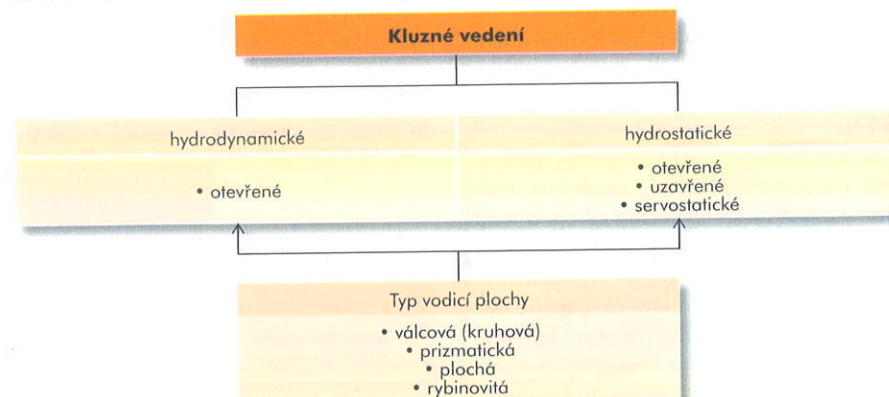 Kluzné vedení
hydrodynamické
hydrostatické
• otevřené
• otevřené
• uzavřené
• servostatické
Typ vodicí plochy
• válcová (kruhová)
• prizmatická
• plochá
• rybinovitá